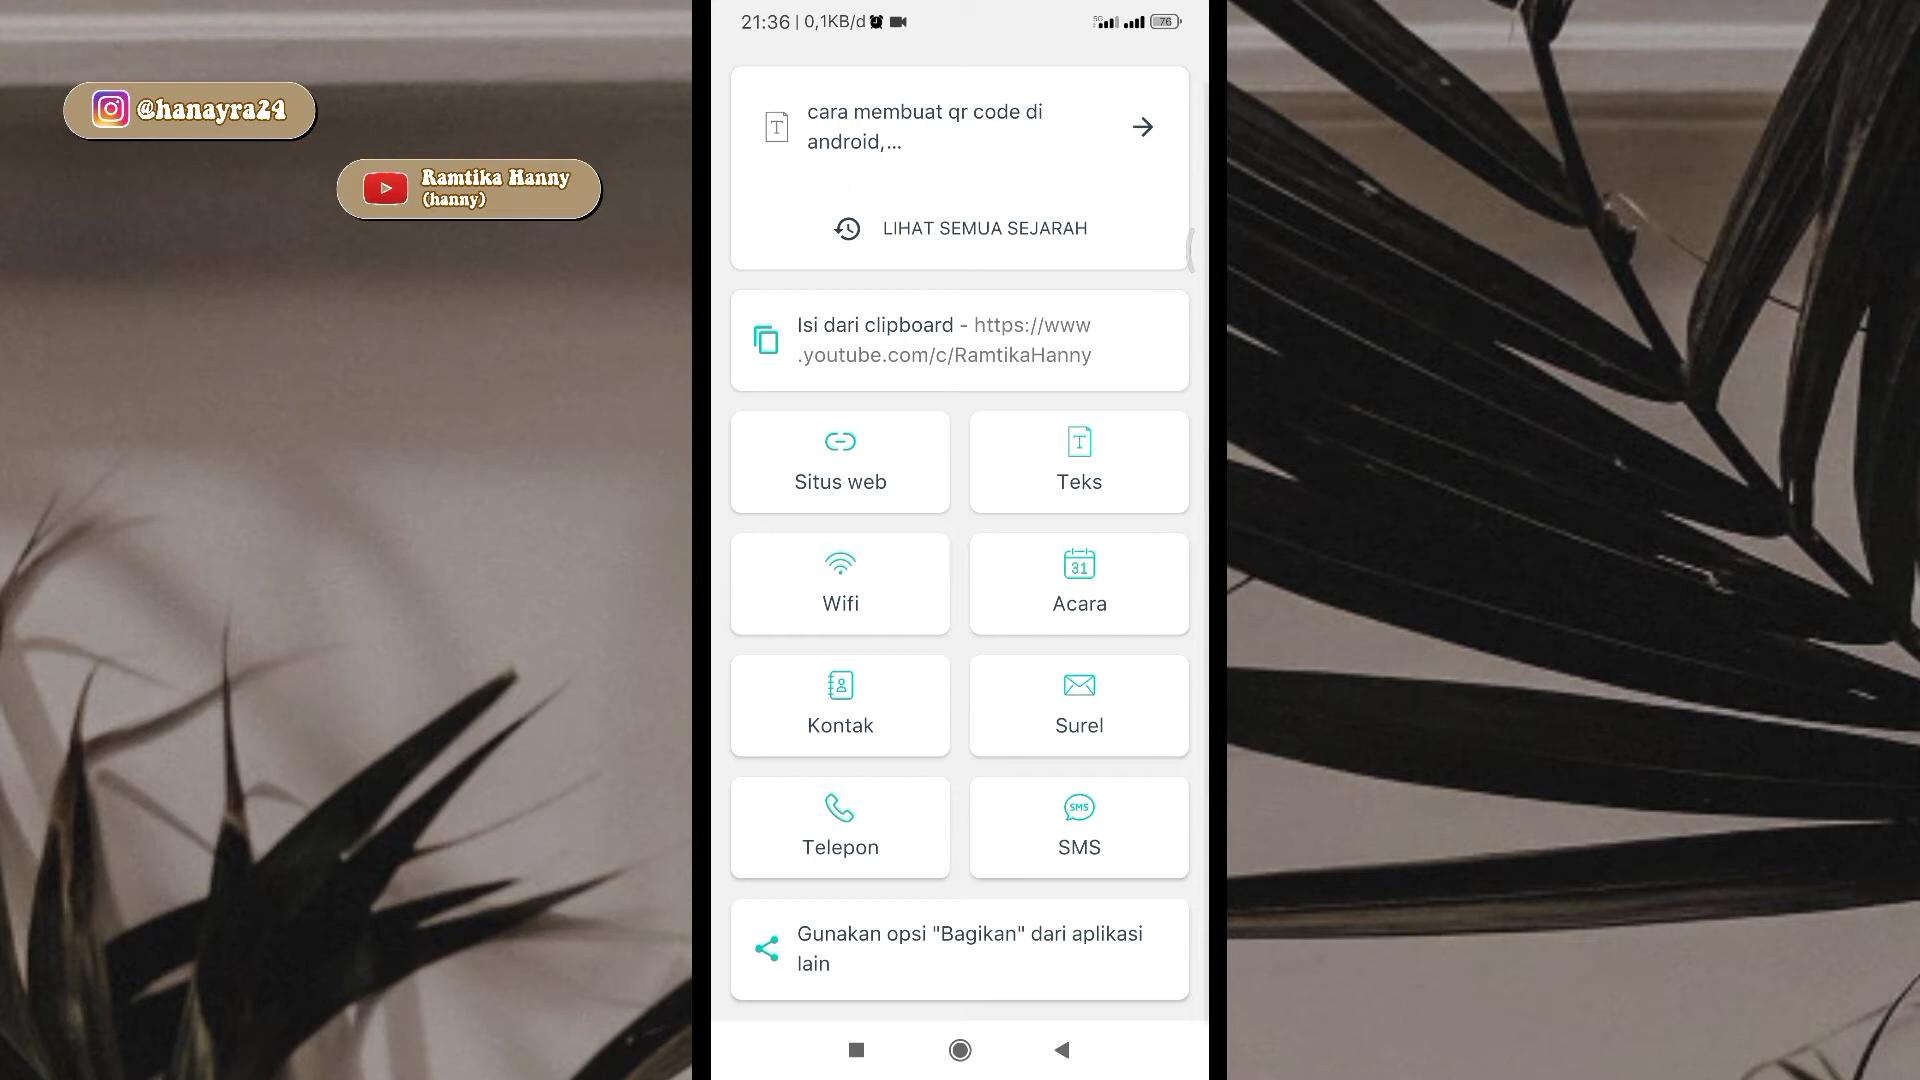 @hanayra24
Ramtika Hanny
(hanny)
21:36 | 0,1KB/d
5G
76
cara membuat qr code di
android,...
LIHAT SEMUA SEJARAH
Isi dari clipboard - https://www
.youtube.com/c/RamtikaHanny
Situs web
Teks
Wifi
31
Acara
Kontak
Surel
Telepon
SMS
SMS
Gunakan opsi "Bagikan" dari aplikasi
lain